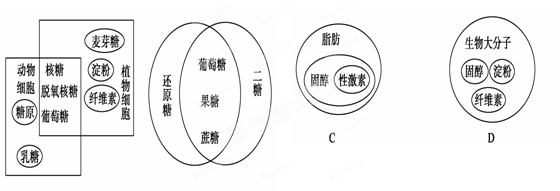 麦芽糖
动物细胞
核糖
脱氧核糖
葡萄糖
淀粉
纤维素
植物细胞
糖原
乳糖
还原糖
葡萄糖
果糖
蔗糖
二糖
脂肪
固醇
性激素
C
生物大分子
固醇
淀粉
纤维素
D